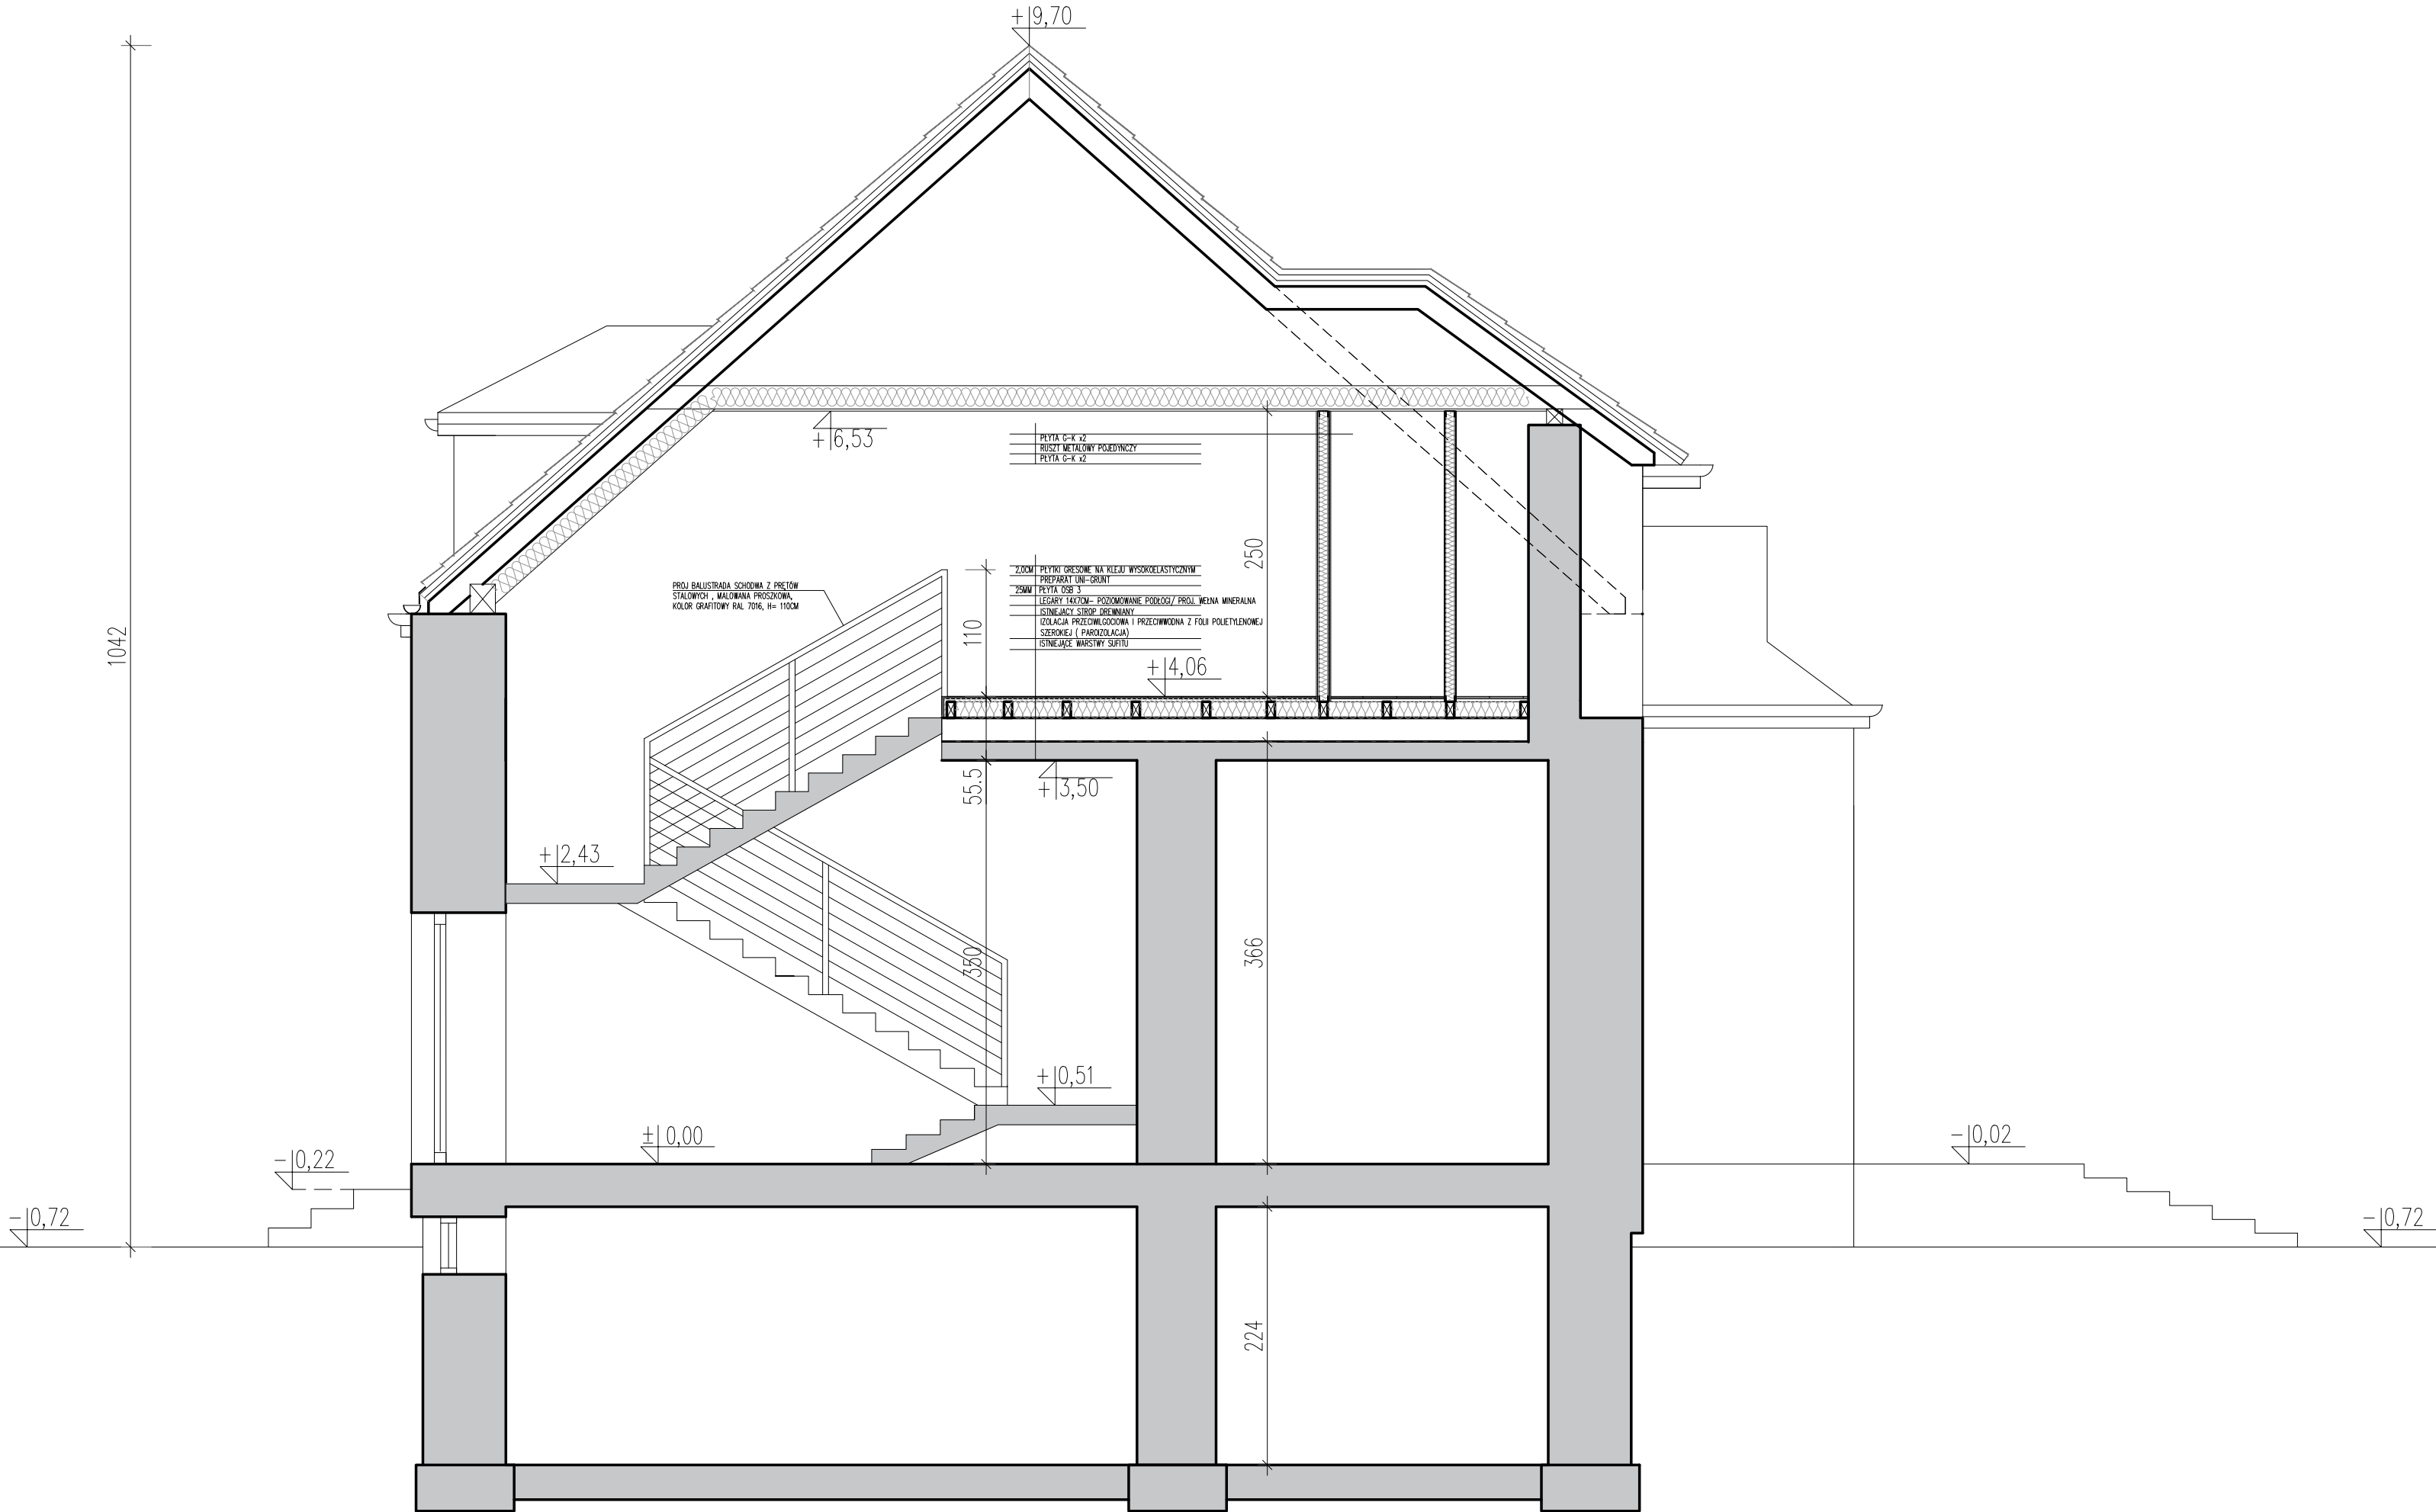 +9,70
+6,53
PŁYTA G-K x2
RUSZT METALOWY POJEDYNCZY
PŁYTA G-K x2
250
2,0CM PŁYTKI GRESOWE NA KLEJU WYSOKOELASTYCZNYM
PREPARAT UNI-GRUNT
25MM PŁYTA OSB 3
LEGARY 14X7CM- POZIOMOWANIE PODŁOGI/ PROJ. WEŁNA MINERALNA
ISTNIEJACY STROP DREWNIANY
IZOLACJA PRZECIWILGOCIOWA I PRZECIWWODNA Z FOLII POLIETYLENOWEJ
SZEROKIEJ ( PAROIZOLACJA)
ISTNIEJĄCE WARSTWY SUFITU
PROJ BALUSTRADA SCHODWA Z PRĘTÓW
STALOWYCH , MALOWANA PROSZKOWA,
KOLOR GRAFITOWY RAL 7016, H= 110CM
1042
110
+4,06
55.5
+3,50
+2,43
350
366
+0,51
±0,00
-0,02
-0,22
-0,72
-0,72
224